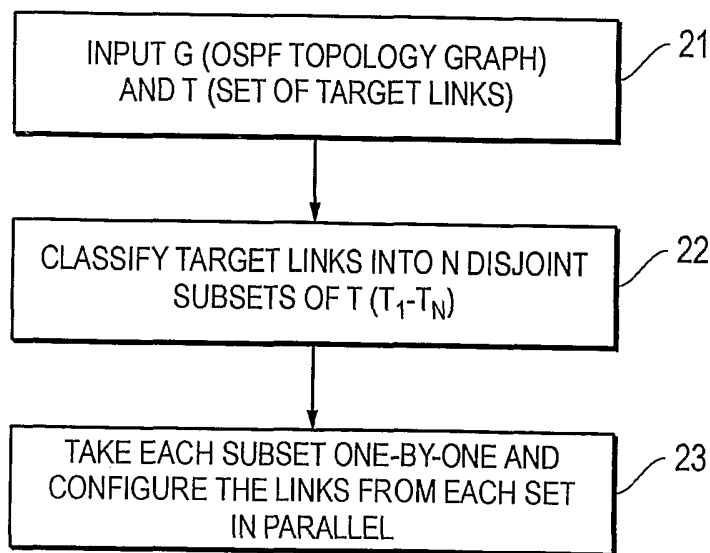 INPUT G (OSPF TOPOLOGY GRAPH)
AND T (SET OF TARGET LINKS)
21
CLASSIFY TARGET LINKS INTO N DISJOINT
SUBSETS OF T (T₁-T_N)
22
TAKE EACH SUBSET ONE-BY-ONE AND
CONFIGURE THE LINKS FROM EACH SET
IN PARALLEL
23